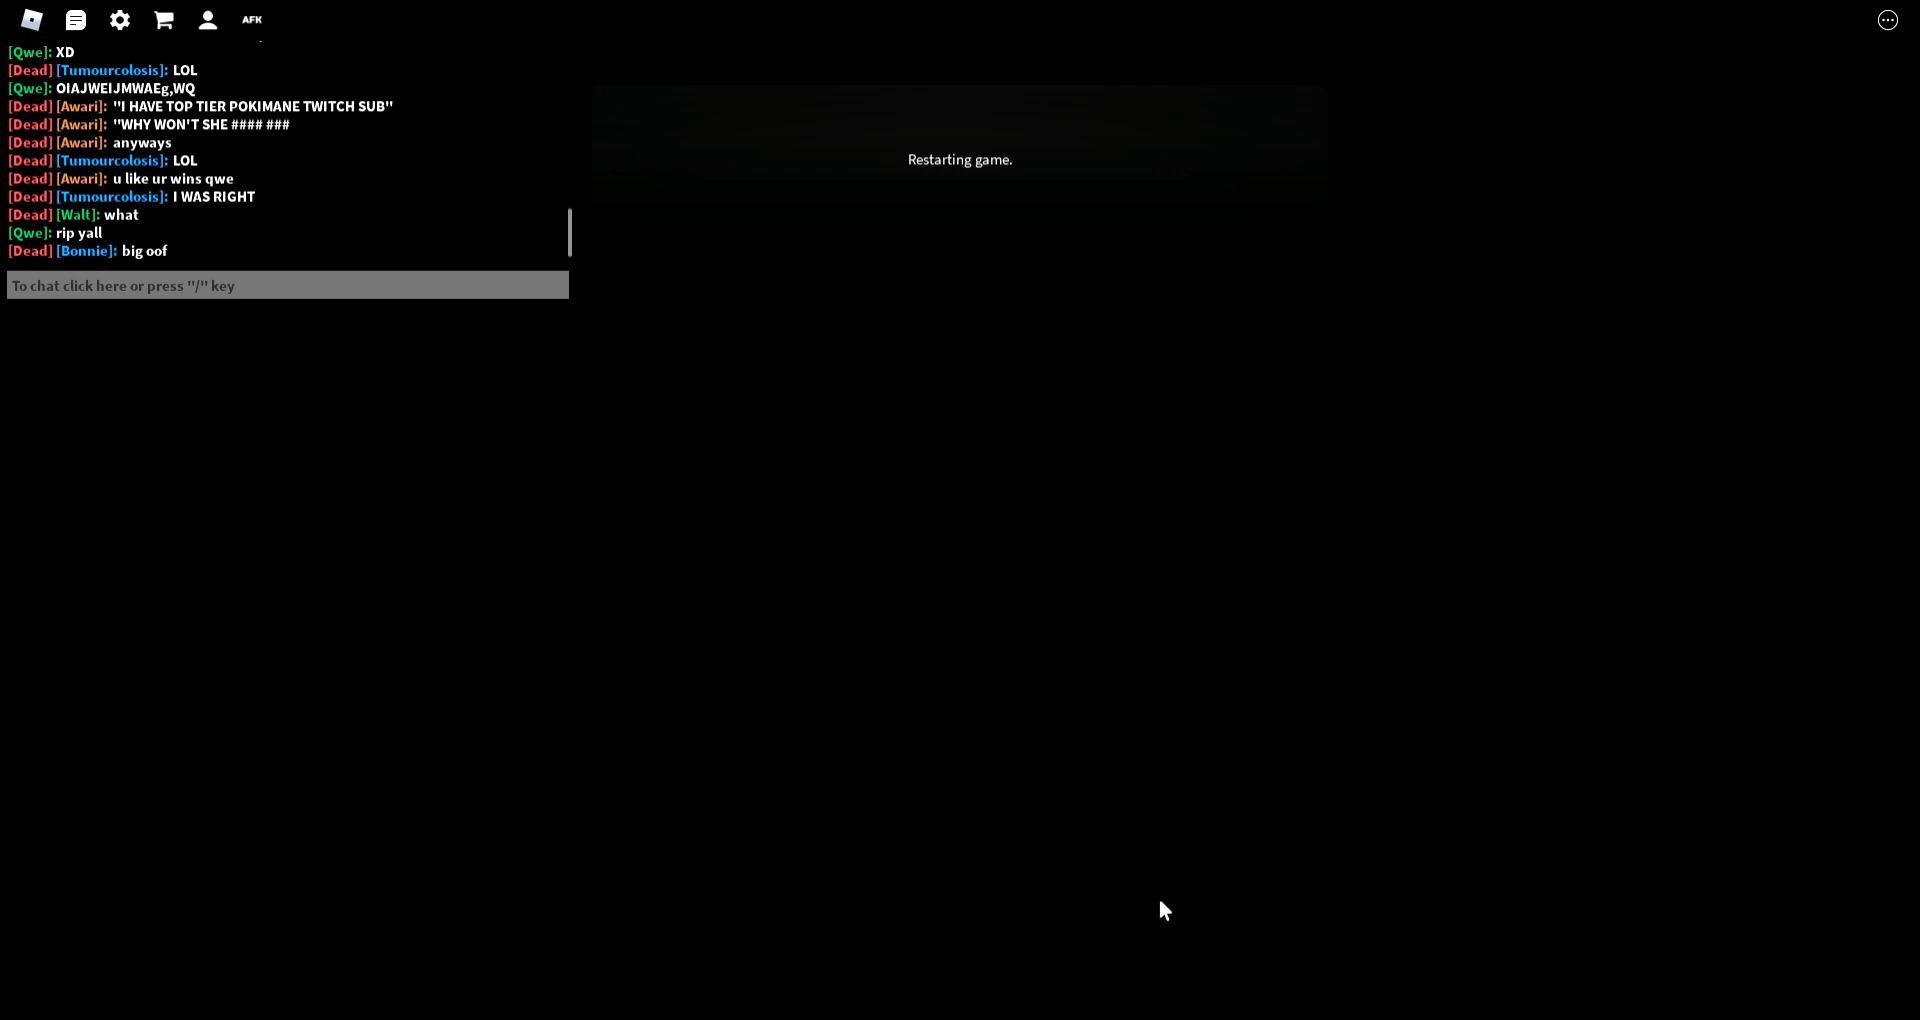 AFK
[Qwe]: XD
[Dead] [Tumourcolosis]: LOL
[Qwe]: OIAJWEIJMWAEg,WQ
[Dead] [Awari]: "I HAVE TOP TIER POKIMANE TWITCH SUB"
[Dead] [Awari]: "WHY WON'T SHE #### ###
[Dead] [Awari]: anyways
[Dead] [Tumourcolosis]: LOL
[Dead] [Awari]: u like ur wins qwe
[Dead] [Tumourcolosis]: I WAS RIGHT
[Dead] [Walt]: what
[Qwe]: rip yall
[Dead] [Bonnie]: big oof
To chat click here or press "/" key
Restarting game.